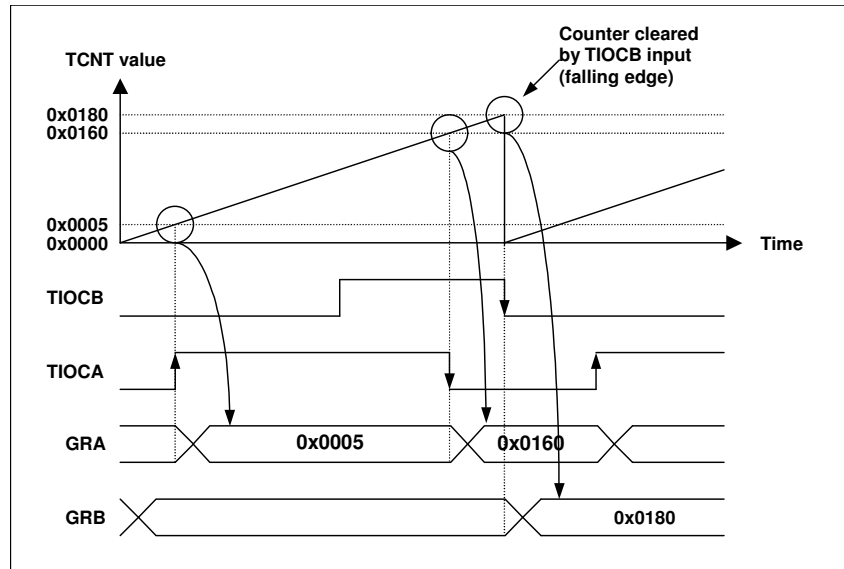 Counter cleared
by TIOCB input
(falling edge)
TCNT value
0x0180
0x0160
0x0005
0x0000
Time
TIOCB
TIOCA
GRA
0x0005
0x0160
GRB
0x0180